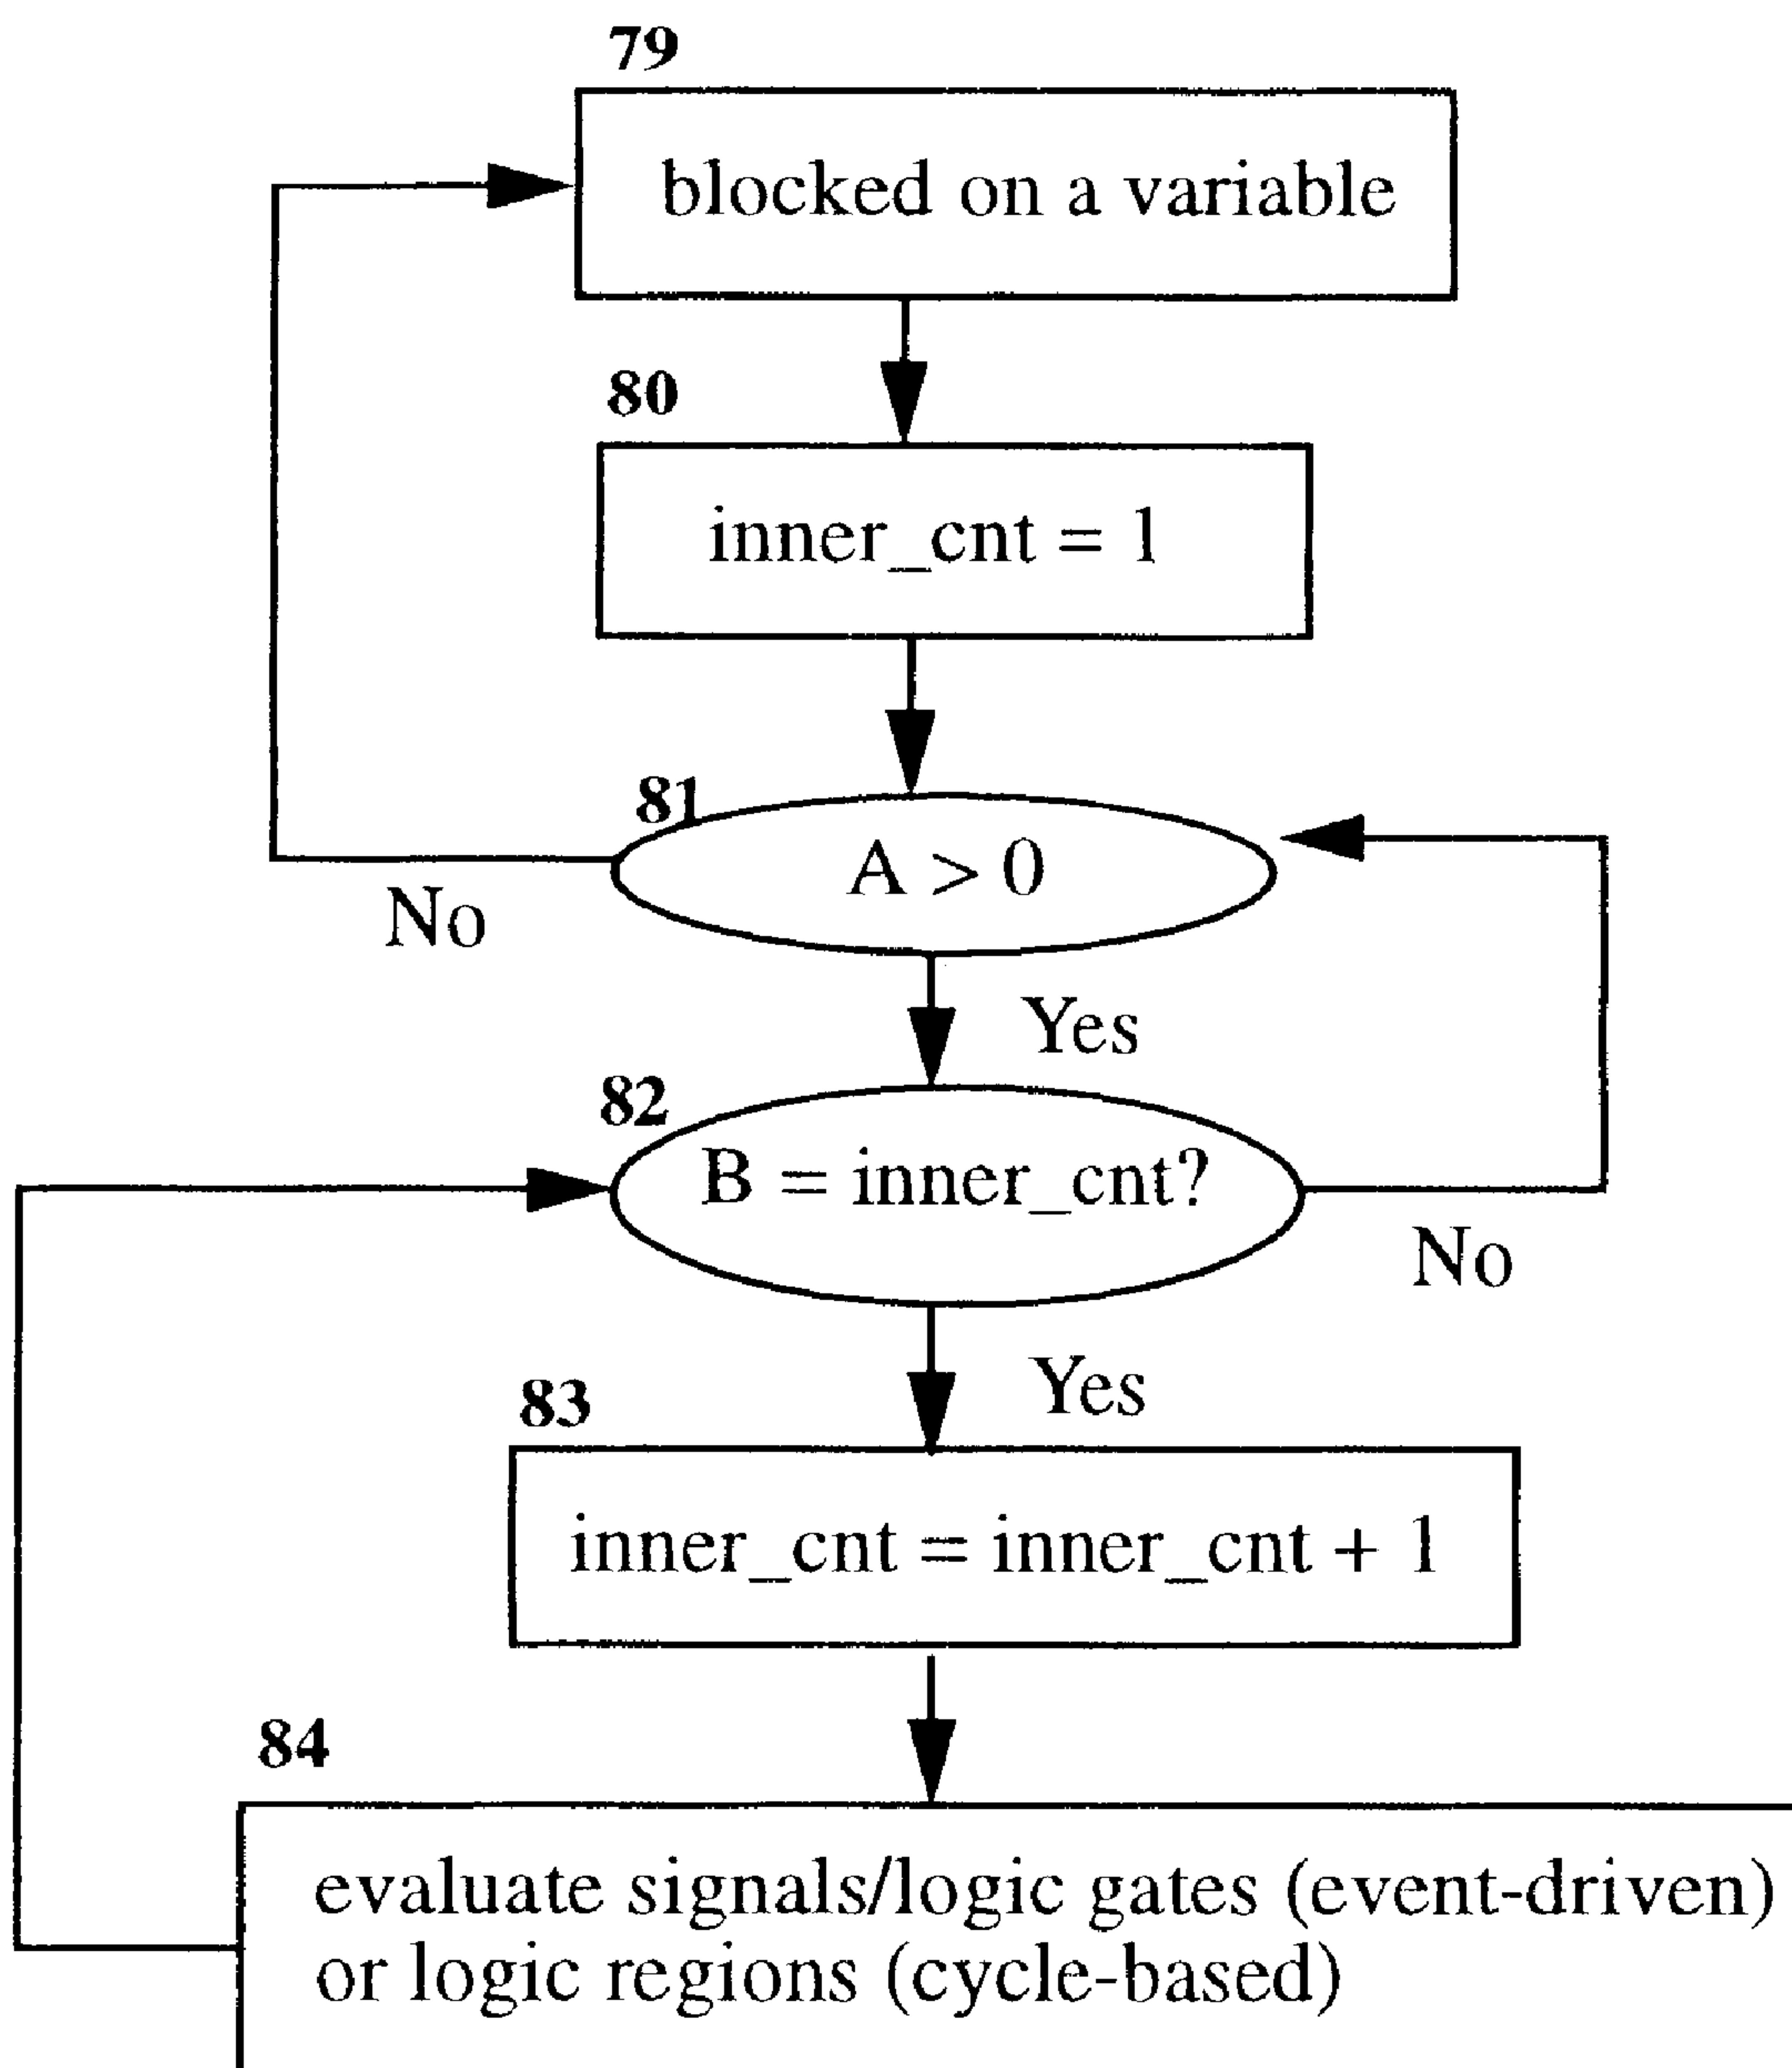 79
blocked on a variable
80
inner_cnt = 1
81
A > 0
No
Yes
82
B = inner_cnt?
No
Yes
83
inner_cnt = inner_cnt + 1
84
evaluate signals/logic gates (event-driven)
or logic regions (cycle-based)